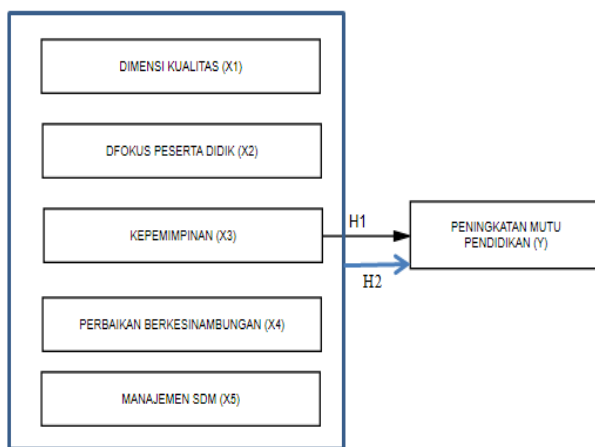 DIMENSI KUALITAS (X1)
DFOKUS PESERTA DIDIK (X2)
KEPEMIMPINAN (X3)
H1
PENINGKATAN MUTU
PENDIDIKAN (Y)
H2
PERBAIKAN BERKESINAMBUNGAN (X4)
MANAJEMEN SDM (X5)